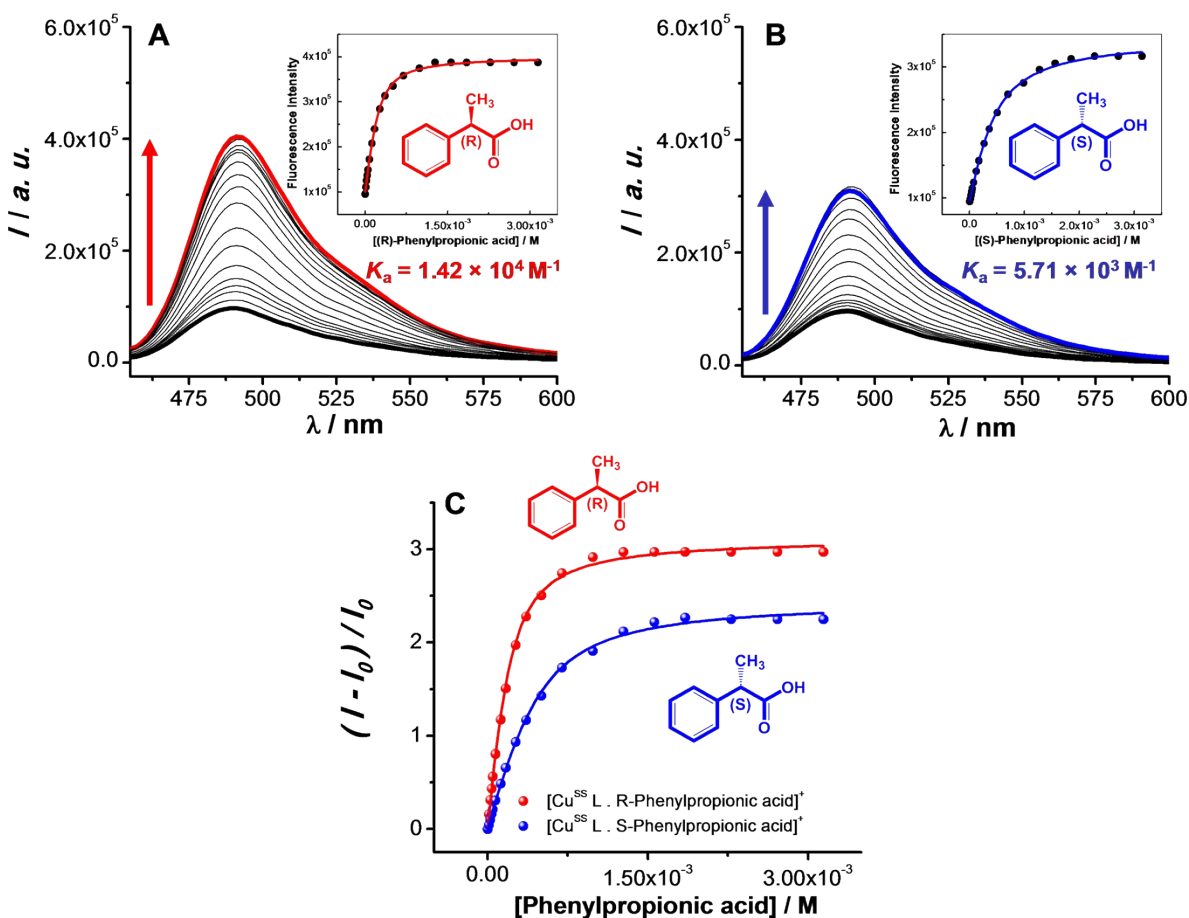 A
I / a. u.
6.0x10⁵
4.0x10⁵
2.0x10⁵
0.0
475 500 525 550 575 600
λ / nm
Fluorescence Intensity
4x10⁵
3x10⁵
2x10⁵
1x10⁵
0.00 1.50x10⁻³ 3.00x10⁻³
[(R)-Phenylpropionic acid] / M
CH₃
OH
(R)
O
Kₐ = 1.42 × 10⁴ M⁻¹
B
I / a. u.
6.0x10⁵
4.0x10⁵
2.0x10⁵
0.0
475 500 525 550 575 600
λ / nm
Fluorescence Intensity
3x10⁵
2x10⁵
1x10⁵
0.0 1.0x10⁻³ 2.0x10⁻³ 3.0x10⁻³
[(S)-Phenylpropionic acid] / M
CH₃
OH
(S)
O
Kₐ = 5.71 × 10³ M⁻¹
C
(I - I₀) / I₀
3
2
1
0
0.00 1.50x10⁻³ 3.00x10⁻³
[Phenylpropionic acid] / M
CH₃
OH
(R)
O
CH₃
OH
(S)
O
[Cuˢˢ L . R-Phenylpropionic acid]⁺
[Cuˢˢ L . S-Phenylpropionic acid]⁺